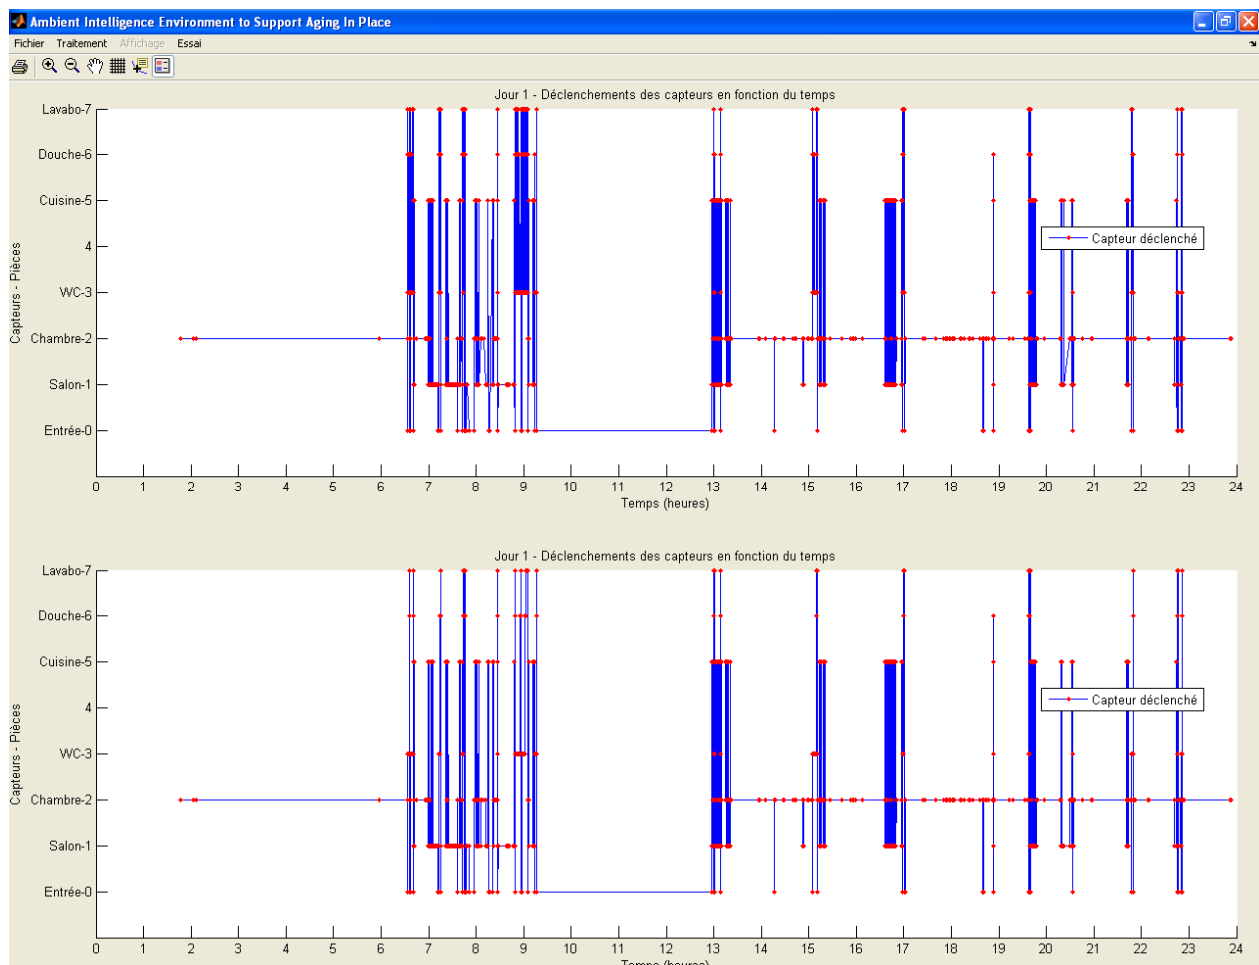 Ambient Intelligence Environment to Support Aging In Place
Fichier Traitement Affichage Essai
Jour 1 - Déclenchements des capteurs en fonction du temps
Lavabo-7
Douche-6
Cuisine-5
4
WC-3
Chambre-2
Salon-1
Entrée-0
Capteurs - Pièces
Capteur déclenché
0 1 2 3 4 5 6 7 8 9 10 11 12 13 14 15 16 17 18 19 20 21 22 23 24
Temps (heures)
Jour 1 - Déclenchements des capteurs en fonction du temps
Lavabo-7
Douche-6
Cuisine-5
4
WC-3
Chambre-2
Salon-1
Entrée-0
Capteurs - Pièces
Capteur déclenché
0 1 2 3 4 5 6 7 8 9 10 11 12 13 14 15 16 17 18 19 20 21 22 23 24
Temps (heures)